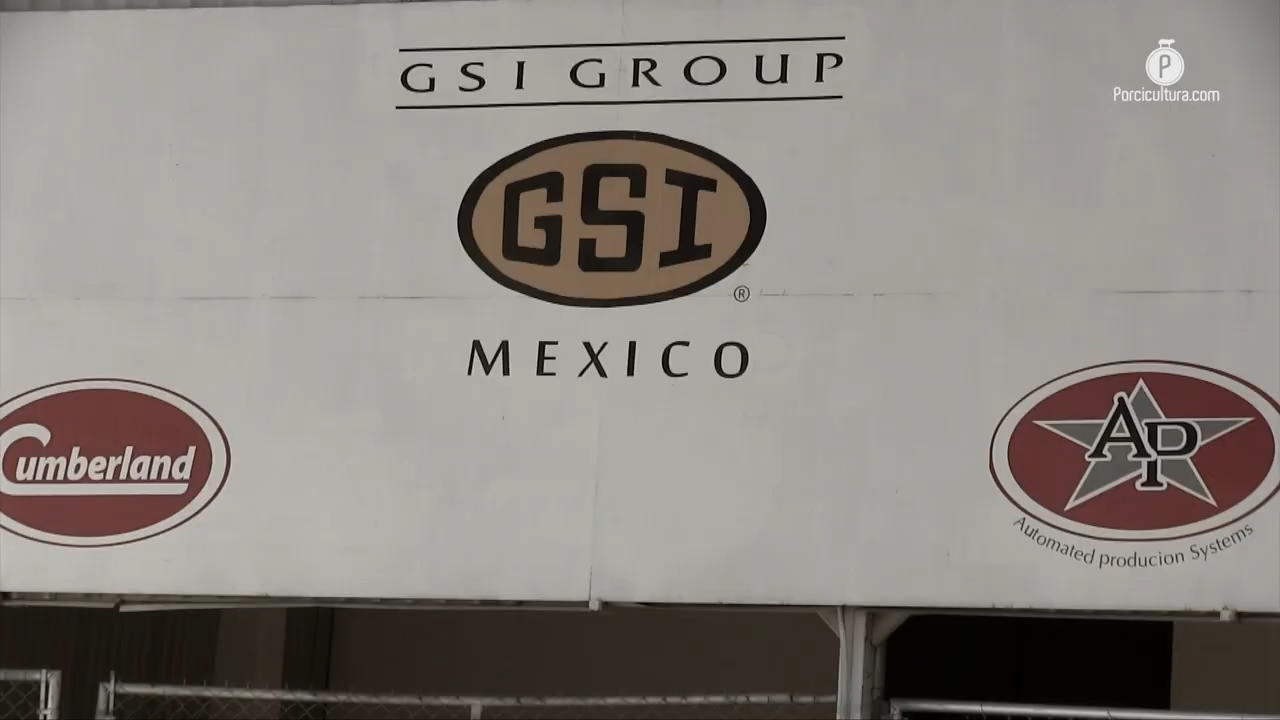 GSI GROUP
P
Porcicultura.com
GSI
®
MEXICO
Cumberland
AP
Automated producion Systems